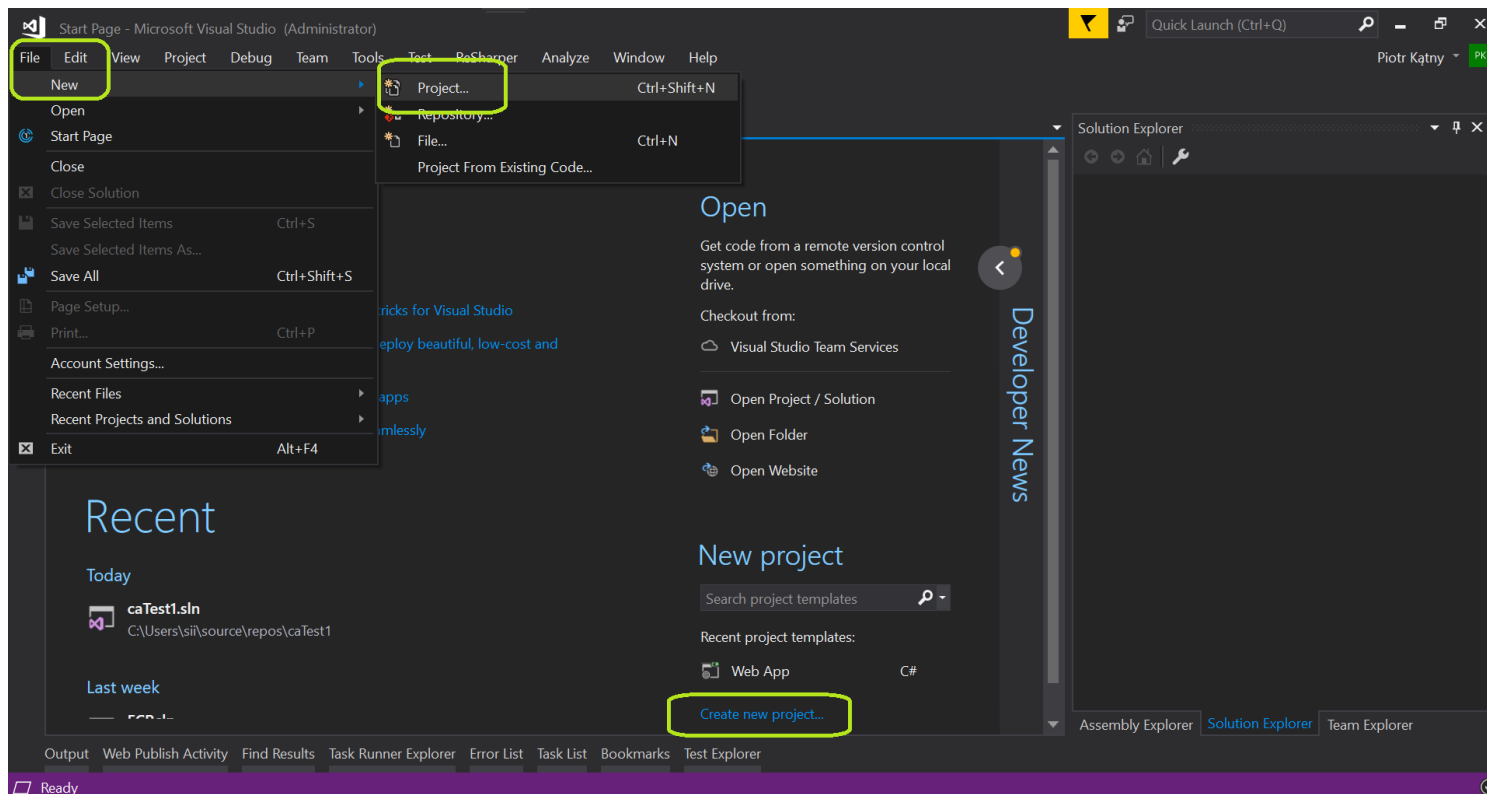 Start Page - Microsoft Visual Studio (Administrator)
Quick Launch (Ctrl+Q)
File Edit View Project Debug Team Tools Test ReSharper Analyze Window Help
Piotr Kątny PK
New
Open
Start Page
Close
Close Solution
Save Selected Items Ctrl+S
Save Selected Items As...
Save All Ctrl+Shift+S
Page Setup...
Print... Ctrl+P
Account Settings...
Recent Files
Recent Projects and Solutions
Exit Alt+F4
Project... Ctrl+Shift+N
Repository...
File... Ctrl+N
Project From Existing Code...
tricks for Visual Studio
eploy beautiful, low-cost and
apps
mlessly
Recent
Today
caTest1.sln
C:\Users\sii\source\repos\caTest1
Last week
Open
Get code from a remote version control
system or open something on your local
drive.
Checkout from:
Visual Studio Team Services
Open Project / Solution
Open Folder
Open Website
New project
Search project templates
Recent project templates:
Web App C#
Create new project...
Developer News
Solution Explorer
Assembly Explorer Solution Explorer Team Explorer
Output Web Publish Activity Find Results Task Runner Explorer Error List Task List Bookmarks Test Explorer
Ready